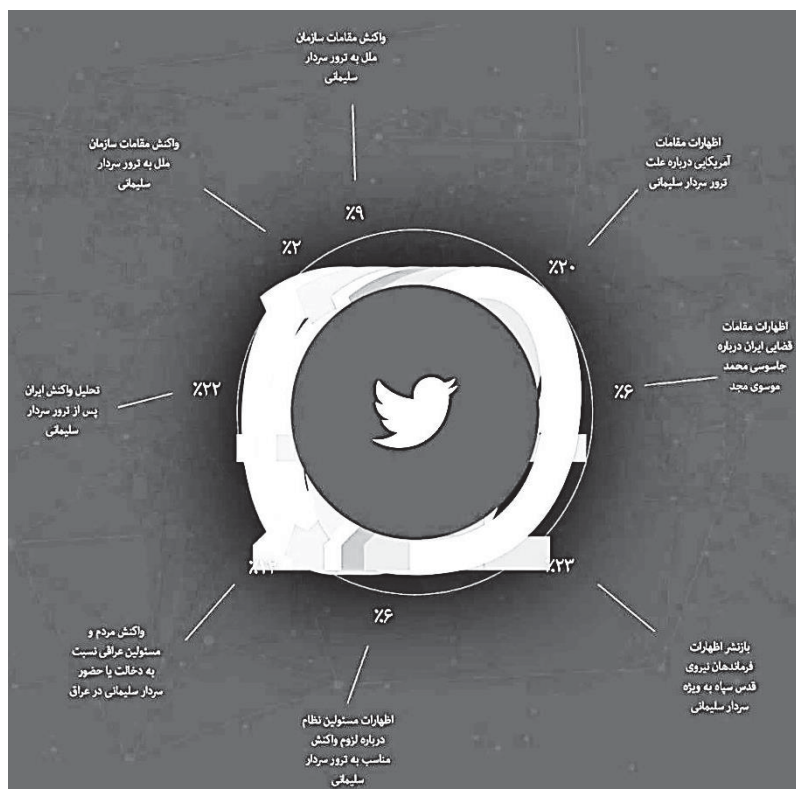 واکنش مقامات سازمان
ملل به ترور سردار
سلیمانی
٪۹
اظهارات مقامات
آمریکایی درباره علت
ترور سردار سلیمانی
٪۲۰
اظهارات مقامات
قضایی ایران درباره
جاسوسی محمد
موسوی مجد
٪۶
بازنشر اظهارات
فرماندهان نیروی
قدس سپاه به ویژه
سردار سلیمانی
٪۲۳
اظهارات مسئولین نظام
درباره لزوم واکنش
مناسب به ترور سردار
سلیمانی
٪۶
واکنش مردم و
مسئولین عراقی نسبت
به دخالت یا حضور
سردار سلیمانی در عراق
تحلیل واکنش ایران
پس از ترور سردار
سلیمانی
٪۲۲
واکنش مقامات سازمان
ملل به ترور سردار
سلیمانی
٪۲